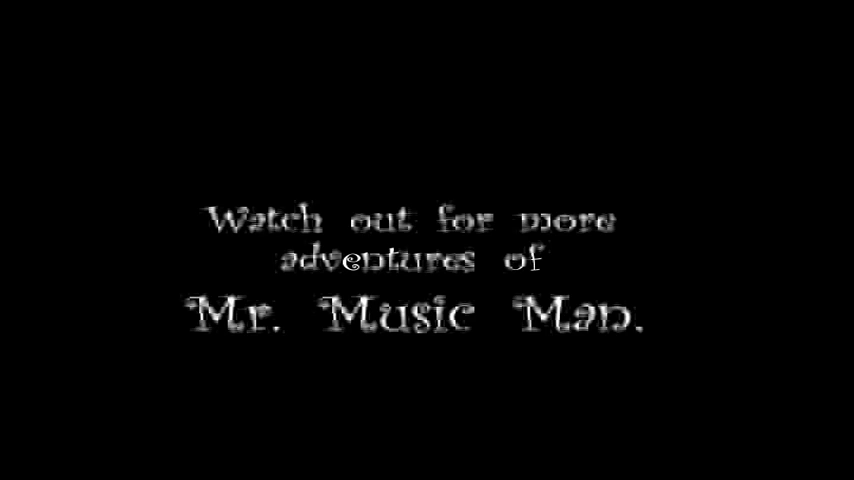 Watch out for more
adventures of
Mr. Music Man.